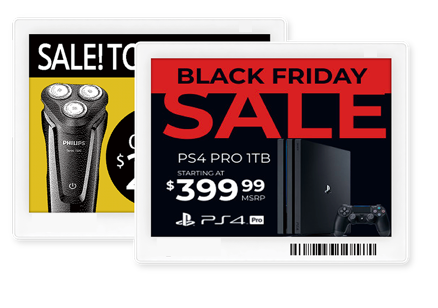 SALE! TO
PHILIPS
$
BLACK FRIDAY
SALE
PS4 PRO 1TB
STARTING AT
$399.99
MSRP
PS4 Pro